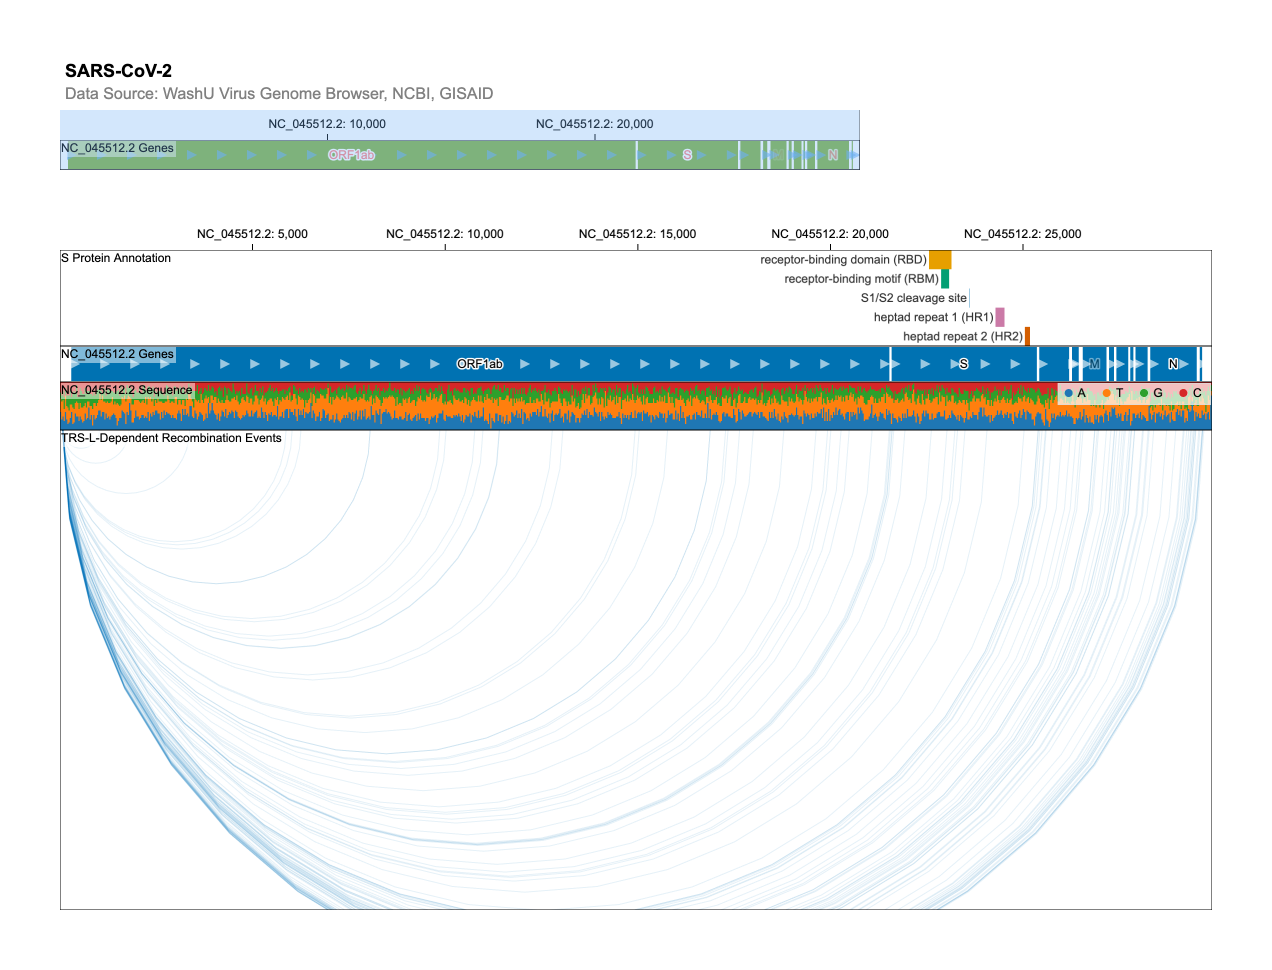 SARS-CoV-2
Data Source: WashU Virus Genome Browser, NCBI, GISAID
NC_045512.2: 10,000 NC_045512.2: 20,000
NC_045512.2 Genes
ORF1ab S M N
NC_045512.2: 5,000 NC_045512.2: 10,000 NC_045512.2: 15,000 NC_045512.2: 20,000 NC_045512.2: 25,000
S Protein Annotation
receptor-binding domain (RBD)
receptor-binding motif (RBM)
S1/S2 cleavage site
heptad repeat 1 (HR1)
heptad repeat 2 (HR2)
NC_045512.2 Genes
ORF1ab S M N
NC_045512.2 Sequence
A T G C
TRS-L-Dependent Recombination Events